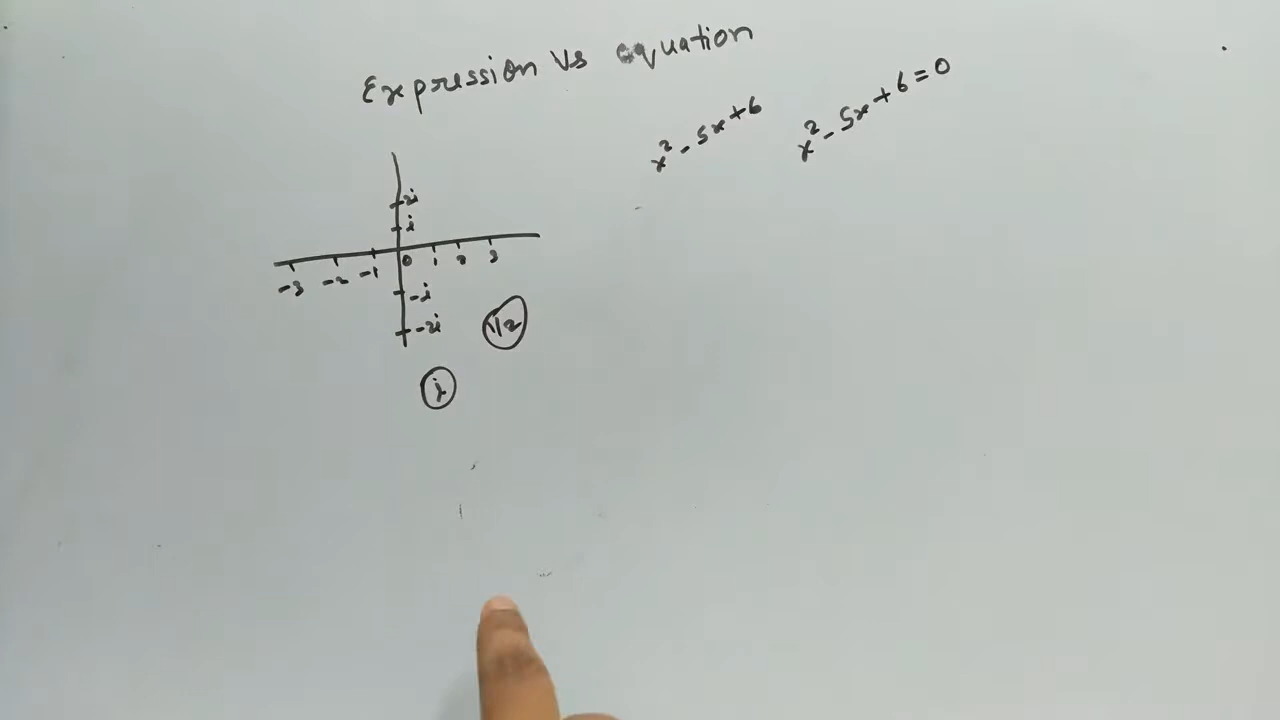 Expression Vs equation
x² - 5x + 6
x² - 5x + 6 = 0
2i
i
-3 -2 -1 0 1 2 3
-i
-2i
1/2
i